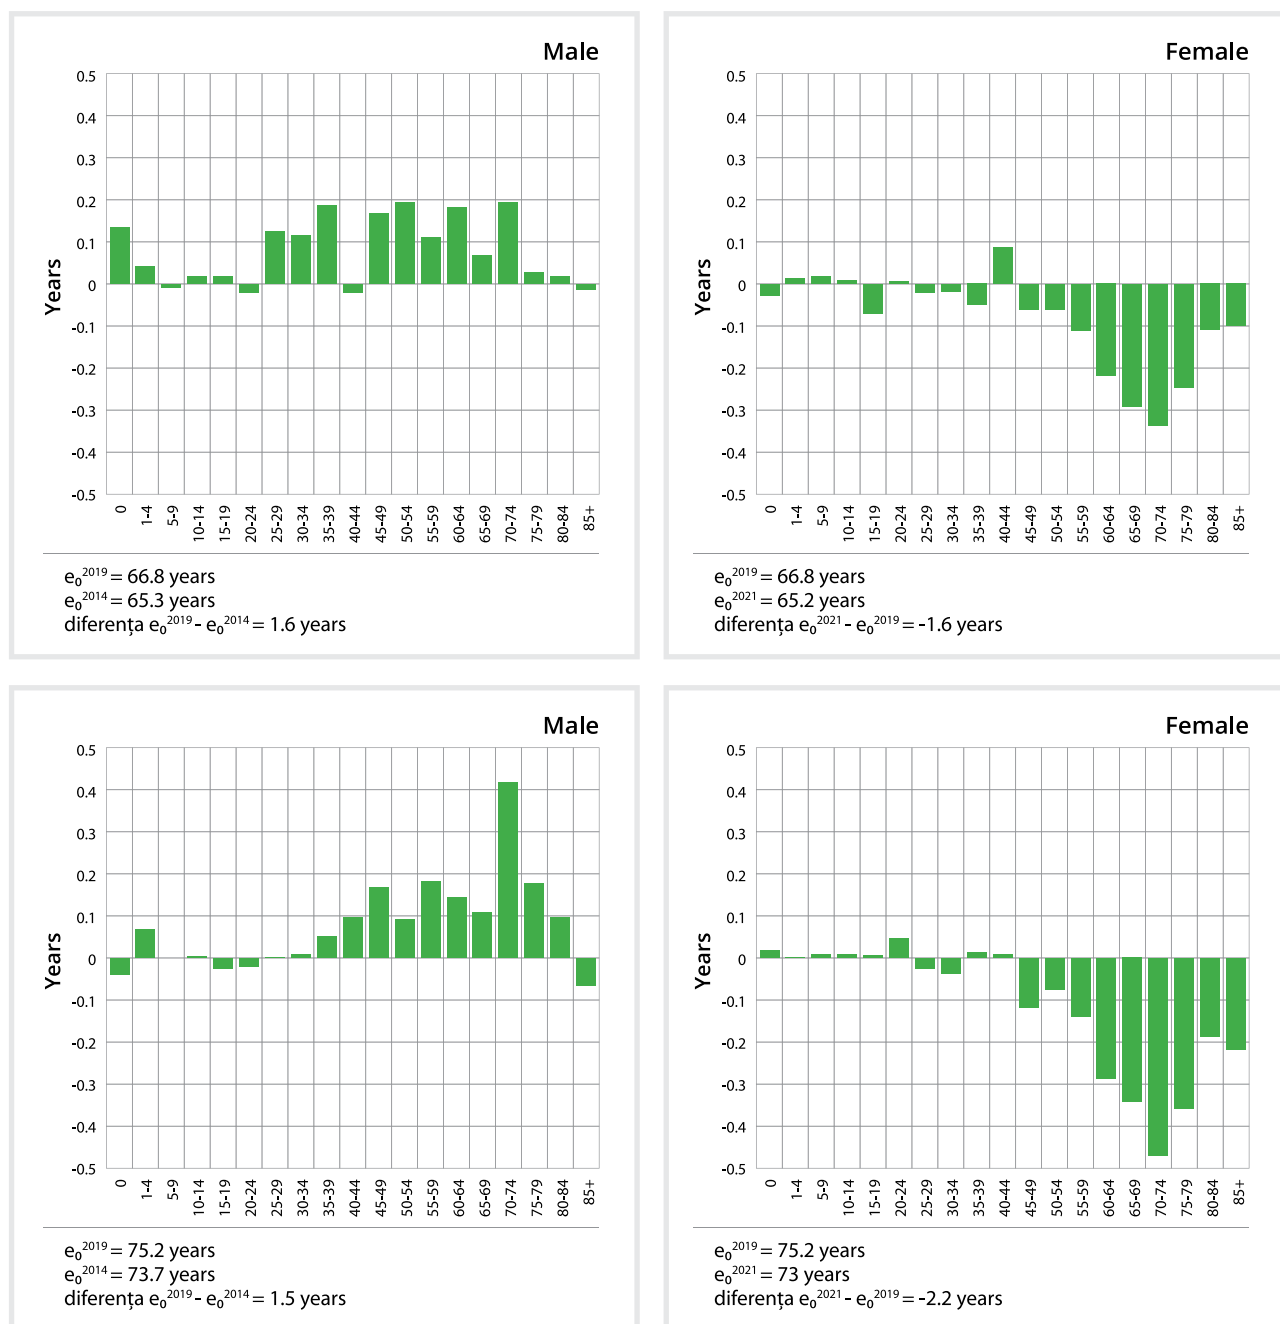 Male
0.5
0.4
0.3
0.2
0.1
0
-0.1
-0.2
-0.3
-0.4
-0.5
Years
0 1-4 5-9 10-14 15-19 20-24 25-29 30-34 35-39 40-44 45-49 50-54 55-59 60-64 65-69 70-74 75-79 80-84 85+
e₀²⁰¹⁹ = 66.8 years
e₀²⁰¹⁴ = 65.3 years
diferența e₀²⁰¹⁹ - e₀²⁰¹⁴ = 1.6 years
Female
0.5
0.4
0.3
0.2
0.1
0
-0.1
-0.2
-0.3
-0.4
-0.5
Years
0 1-4 5-9 10-14 15-19 20-24 25-29 30-34 35-39 40-44 45-49 50-54 55-59 60-64 65-69 70-74 75-79 80-84 85+
e₀²⁰¹⁹ = 66.8 years
e₀²⁰²¹ = 65.2 years
diferența e₀²⁰²¹ - e₀²⁰¹⁹ = -1.6 years
Male
0.5
0.4
0.3
0.2
0.1
0
-0.1
-0.2
-0.3
-0.4
-0.5
Years
0 1-4 5-9 10-14 15-19 20-24 25-29 30-34 35-39 40-44 45-49 50-54 55-59 60-64 65-69 70-74 75-79 80-84 85+
e₀²⁰¹⁹ = 75.2 years
e₀²⁰¹⁴ = 73.7 years
diferența e₀²⁰¹⁹ - e₀²⁰¹⁴ = 1.5 years
Female
0.5
0.4
0.3
0.2
0.1
0
-0.1
-0.2
-0.3
-0.4
-0.5
Years
0 1-4 5-9 10-14 15-19 20-24 25-29 30-34 35-39 40-44 45-49 50-54 55-59 60-64 65-69 70-74 75-79 80-84 85+
e₀²⁰¹⁹ = 75.2 years
e₀²⁰²¹ = 73 years
diferența e₀²⁰²¹ - e₀²⁰¹⁹ = -2.2 years